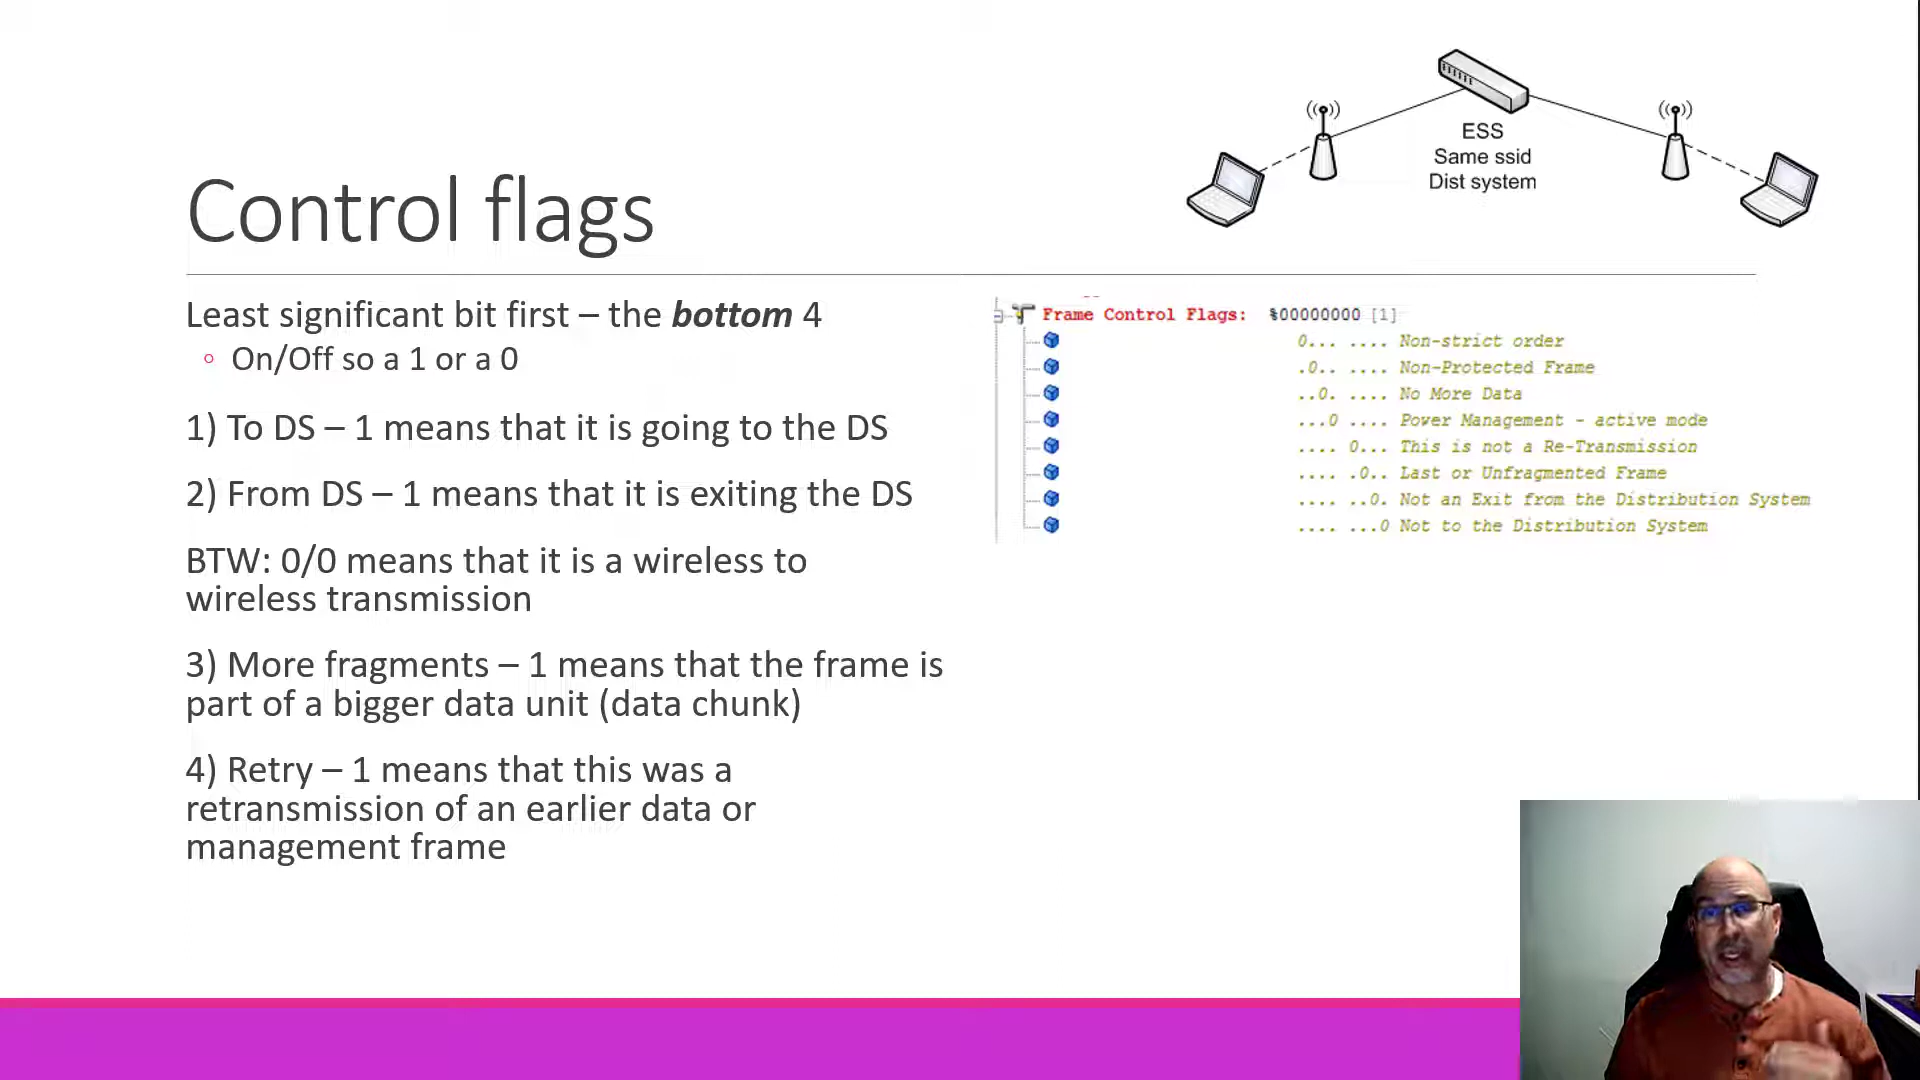 ESS
Same ssid
Dist system
Control flags
Least significant bit first – the bottom 4
On/Off so a 1 or a 0
1) To DS – 1 means that it is going to the DS
2) From DS – 1 means that it is exiting the DS
BTW: 0/0 means that it is a wireless to
wireless transmission
3) More fragments – 1 means that the frame is
part of a bigger data unit (data chunk)
4) Retry – 1 means that this was a
retransmission of an earlier data or
management frame
Frame Control Flags: %00000000 [1]
0... .... Non-strict order
.0.. .... Non-Protected Frame
..0. .... No More Data
...0 .... Power Management - active mode
.... 0... This is not a Re-Transmission
.... .0.. Last or Unfragmented Frame
.... ..0. Not an Exit from the Distribution System
.... ...0 Not to the Distribution System